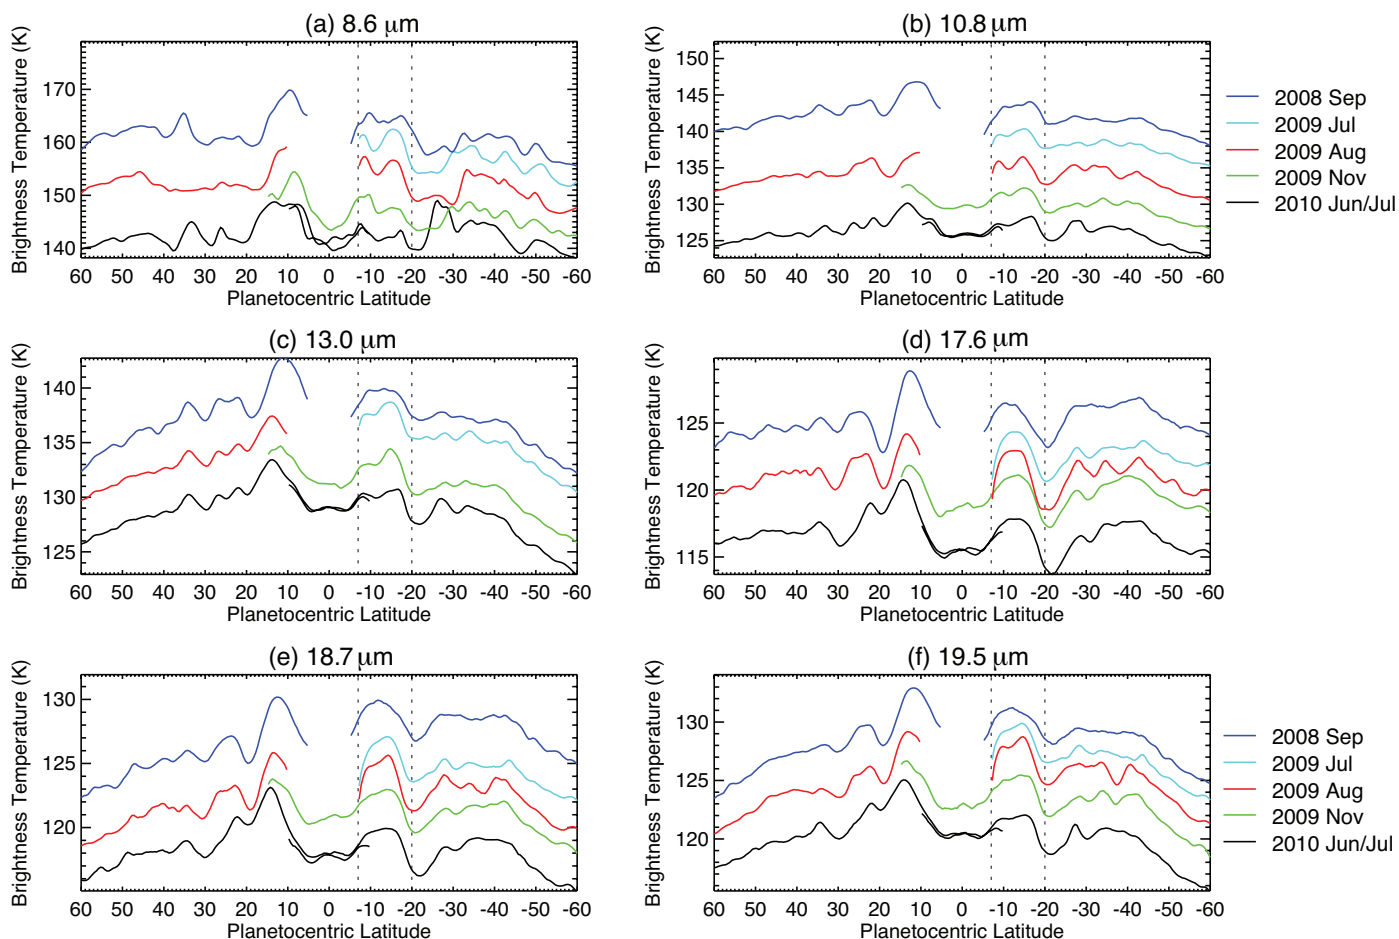 (a) 8.6 μm
Brightness Temperature (K)
170
160
150
140
60 50 40 30 20 10 0 -10 -20 -30 -40 -50 -60
Planetocentric Latitude
(b) 10.8 μm
Brightness Temperature (K)
150
145
140
135
130
125
60 50 40 30 20 10 0 -10 -20 -30 -40 -50 -60
Planetocentric Latitude
2008 Sep
2009 Jul
2009 Aug
2009 Nov
2010 Jun/Jul
(c) 13.0 μm
Brightness Temperature (K)
140
135
130
125
60 50 40 30 20 10 0 -10 -20 -30 -40 -50 -60
Planetocentric Latitude
(d) 17.6 μm
Brightness Temperature (K)
125
120
115
60 50 40 30 20 10 0 -10 -20 -30 -40 -50 -60
Planetocentric Latitude
(e) 18.7 μm
Brightness Temperature (K)
130
125
120
60 50 40 30 20 10 0 -10 -20 -30 -40 -50 -60
Planetocentric Latitude
(f) 19.5 μm
Brightness Temperature (K)
130
125
120
60 50 40 30 20 10 0 -10 -20 -30 -40 -50 -60
Planetocentric Latitude
2008 Sep
2009 Jul
2009 Aug
2009 Nov
2010 Jun/Jul